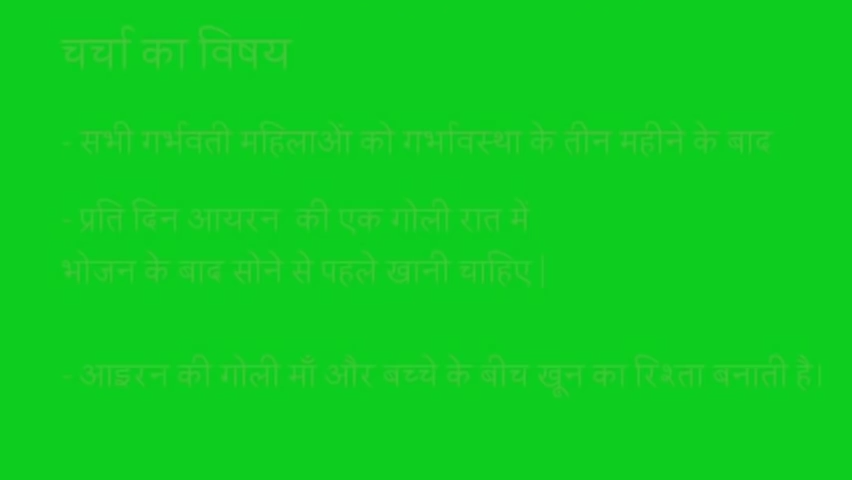 चर्चा का विषय
- सभी गर्भवती महिलाओं को गर्भावस्था के तीन महीने के बाद
- प्रति दिन आयरन की एक गोली रात में
भोजन के बाद सोने से पहले खानी चाहिए |
- आइरन की गोली माँ और बच्चे के बीच खून का रिश्ता बनाती है।